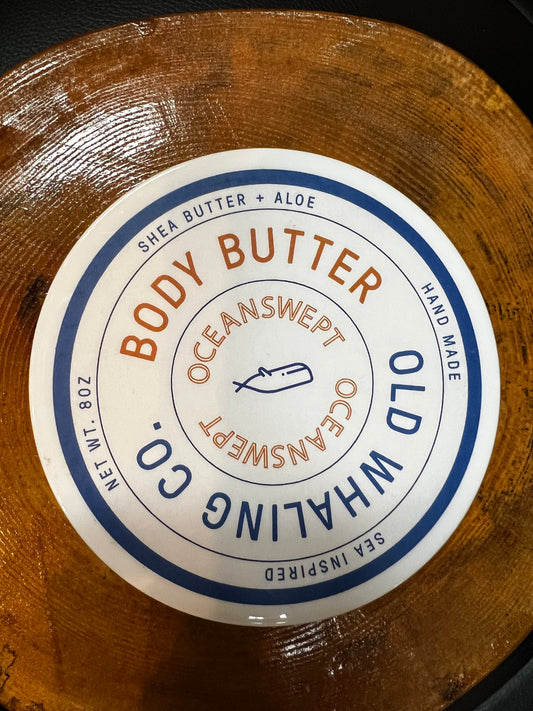 SHEA BUTTER + ALOE
HAND MADE
SEA INSPIRED
NET WT. 8OZ
BODY BUTTER
OLD WHALING CO.
OCEANSWEPT
OCEANSWEPT